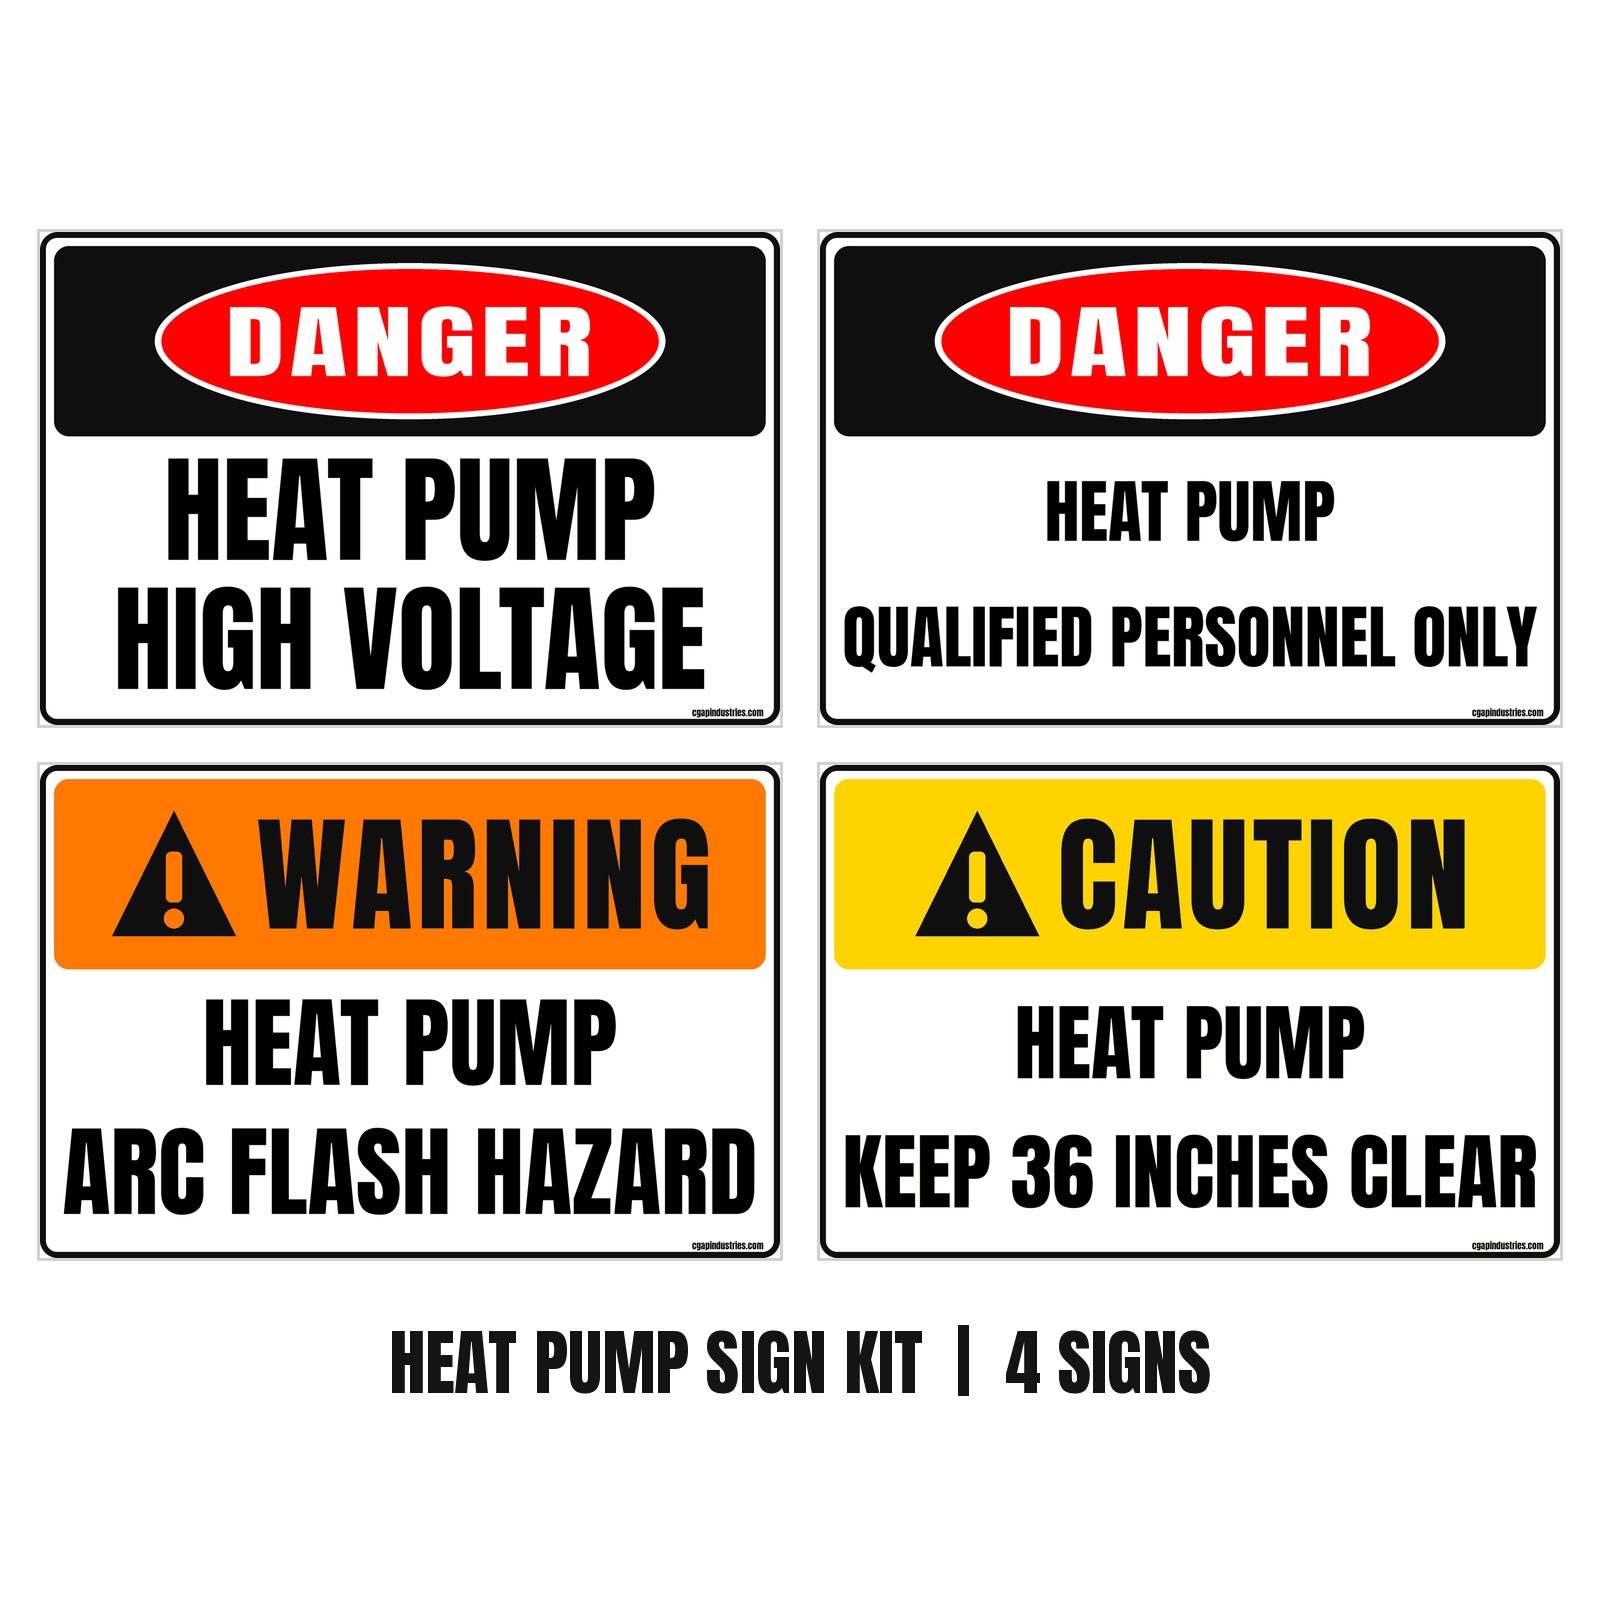 DANGER
HEAT PUMP
HIGH VOLTAGE
cgapindustries.com
DANGER
HEAT PUMP
QUALIFIED PERSONNEL ONLY
cgapindustries.com
WARNING
HEAT PUMP
ARC FLASH HAZARD
cgapindustries.com
CAUTION
HEAT PUMP
KEEP 36 INCHES CLEAR
cgapindustries.com
HEAT PUMP SIGN KIT | 4 SIGNS